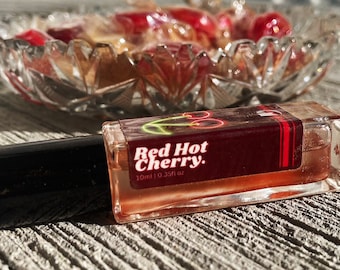 Red Hot
Cherry.
10ml | 0.35fl oz